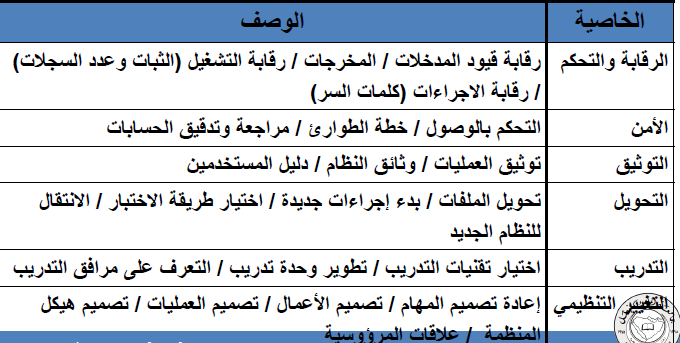 الخاصية الوصف
الرقابة والتحكم رقابة قيود المدخلات / المخرجات / رقابة التشغيل (الثبات وعدد السجلات)
/ رقابة الاجراءات (كلمات السر)
الأمن التحكم بالوصول / خطة الطوارئ / مراجعة وتدقيق الحسابات
التوثيق توثيق العمليات / وثائق النظام / دليل المستخدمين
التحويل تحويل الملفات / بدء إجراءات جديدة / اختيار طريقة الاختبار / الانتقال
للنظام الجديد
التدريب اختيار تقنيات التدريب / تطوير وحدة تدريب / التعرف على مرافق التدريب
التغيير التنظيمي إعادة تصميم المهام / تصميم الأعمال / تصميم العمليات / تصميم هيكل
المنظمة / علاقات المرؤوسية